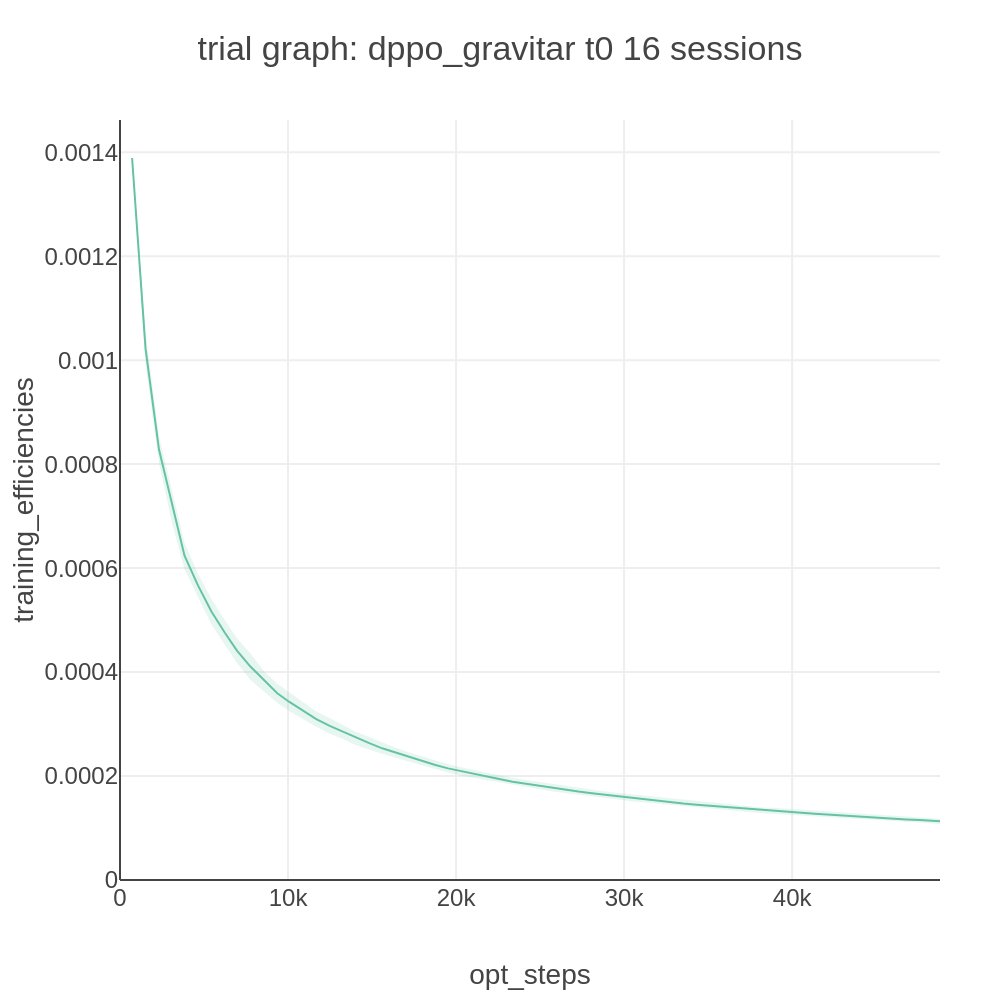 trial graph: dppo_gravitar t0 16 sessions
training_efficiencies
0.0014
0.0012
0.001
0.0008
0.0006
0.0004
0.0002
0
0 10k 20k 30k 40k
opt_steps